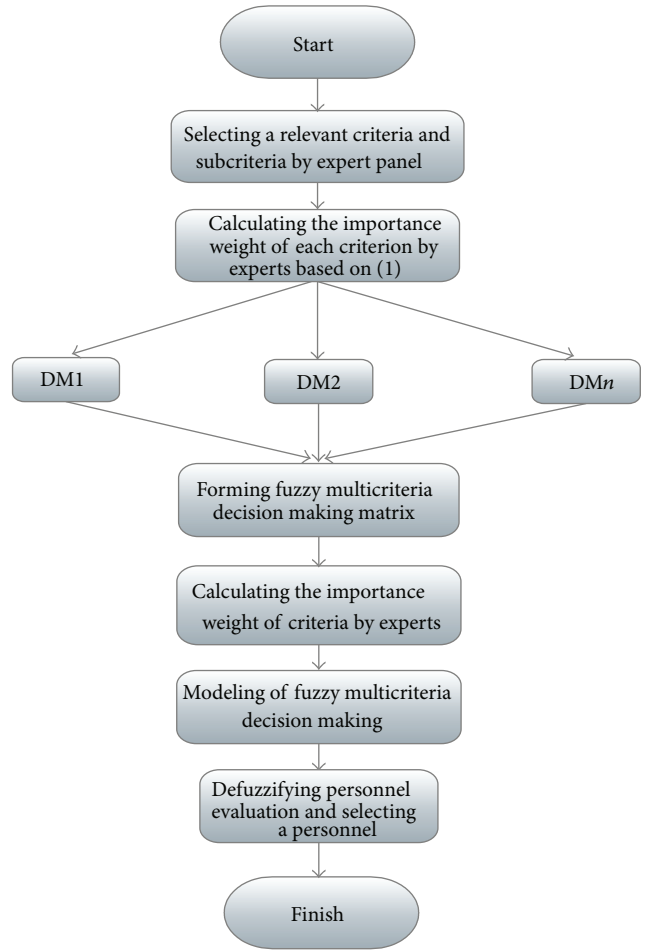 Start
Selecting a relevant criteria and
subcriteria by expert panel
Calculating the importance
weight of each criterion by
experts based on (1)
DM1
DM2
DMn
Forming fuzzy multicriteria
decision making matrix
Calculating the importance
weight of criteria by experts
Modeling of fuzzy multicriteria
decision making
Defuzzifying personnel
evaluation and selecting
a personnel
Finish